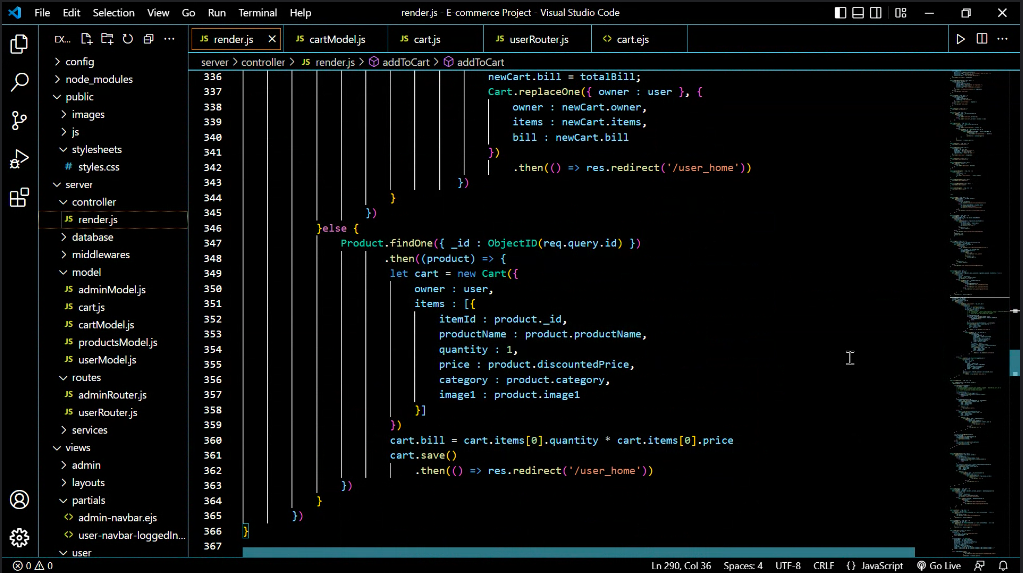 File Edit Selection View Go Run Terminal Help render.js - E-commerce Project - Visual Studio Code
EX... JS render.js JS cartModel.js JS cart.js JS userRouter.js <> cart.ejs
server > controller > JS render.js > addToCart > addToCart
config
node_modules
public
images
js
stylesheets
# styles.css
server
controller
JS render.js
database
middlewares
model
JS adminModel.js
JS cart.js
JS cartModel.js
JS productsModel.js
JS userModel.js
routes
JS adminRouter.js
JS userRouter.js
services
views
admin
layouts
partials
<> admin-navbar.ejs
<> user-navbar-loggedIn...
user
336 newCart.bill = totalBill;
337 Cart.replaceOne({ owner : user }, {
338 owner : newCart.owner,
339 items : newCart.items,
340 bill : newCart.bill
341 })
342 .then(() => res.redirect('/user_home'))
343 })
344 }
345 })
346 }else {
347 Product.findOne({ _id : ObjectID(req.query.id) })
348 .then((product) => {
349 let cart = new Cart({
350 owner : user,
351 items : [{
352 itemId : product._id,
353 productName : product.productName,
354 quantity : 1,
355 price : product.discountedPrice,
356 category : product.category,
357 image1 : product.image1
358 }]
359 })
360 cart.bill = cart.items[0].quantity * cart.items[0].price
361 cart.save()
362 .then(() => res.redirect('/user_home'))
363 })
364 }
365 })
366 }
367
0 0 Ln 290, Col 36 Spaces: 4 UTF-8 CRLF {} JavaScript Go Live